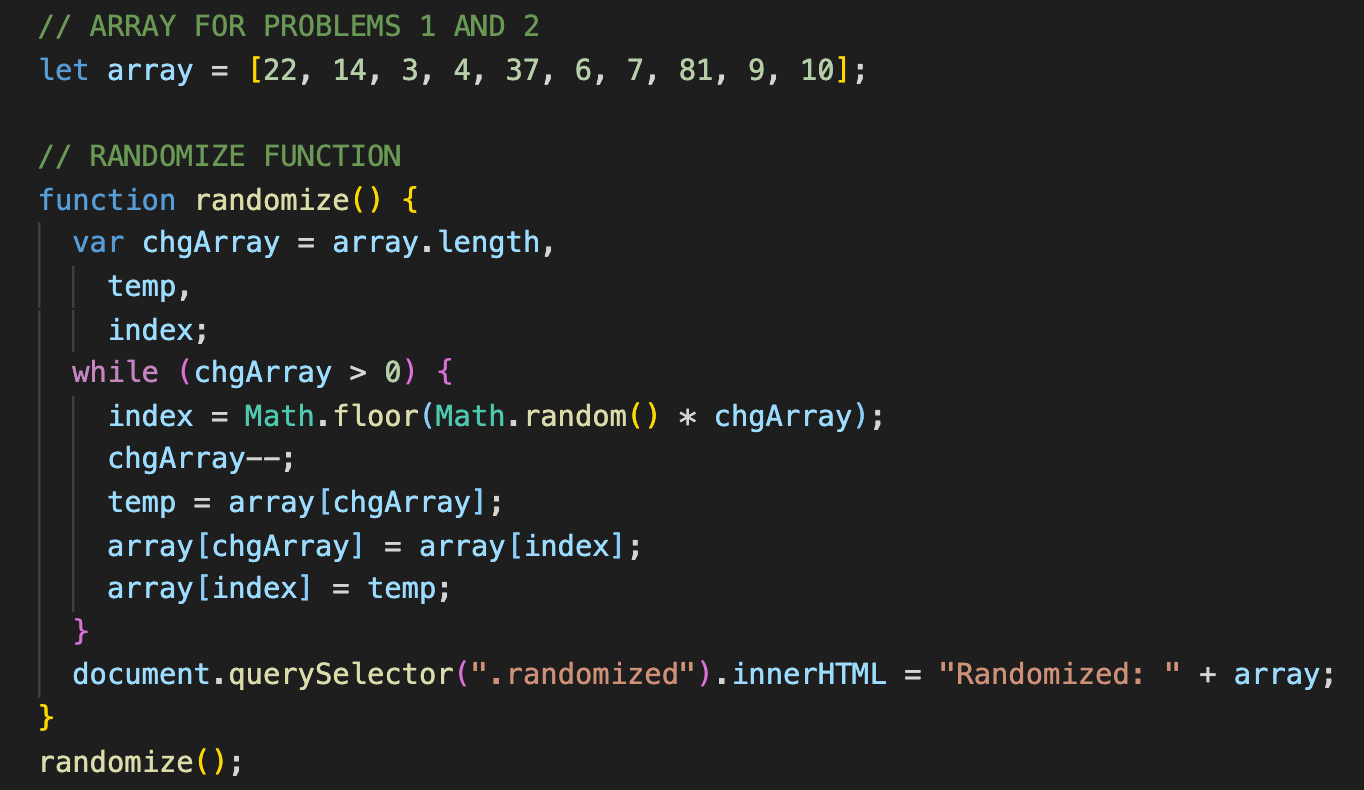 // ARRAY FOR PROBLEMS 1 AND 2
let array = [22, 14, 3, 4, 37, 6, 7, 81, 9, 10];
// RANDOMIZE FUNCTION
function randomize() {
var chgArray = array.length,
temp,
index;
while (chgArray > 0) {
index = Math.floor(Math.random() * chgArray);
chgArray--;
temp = array[chgArray];
array[chgArray] = array[index];
array[index] = temp;
}
document.querySelector(".randomized").innerHTML = "Randomized: " + array;
}
randomize();